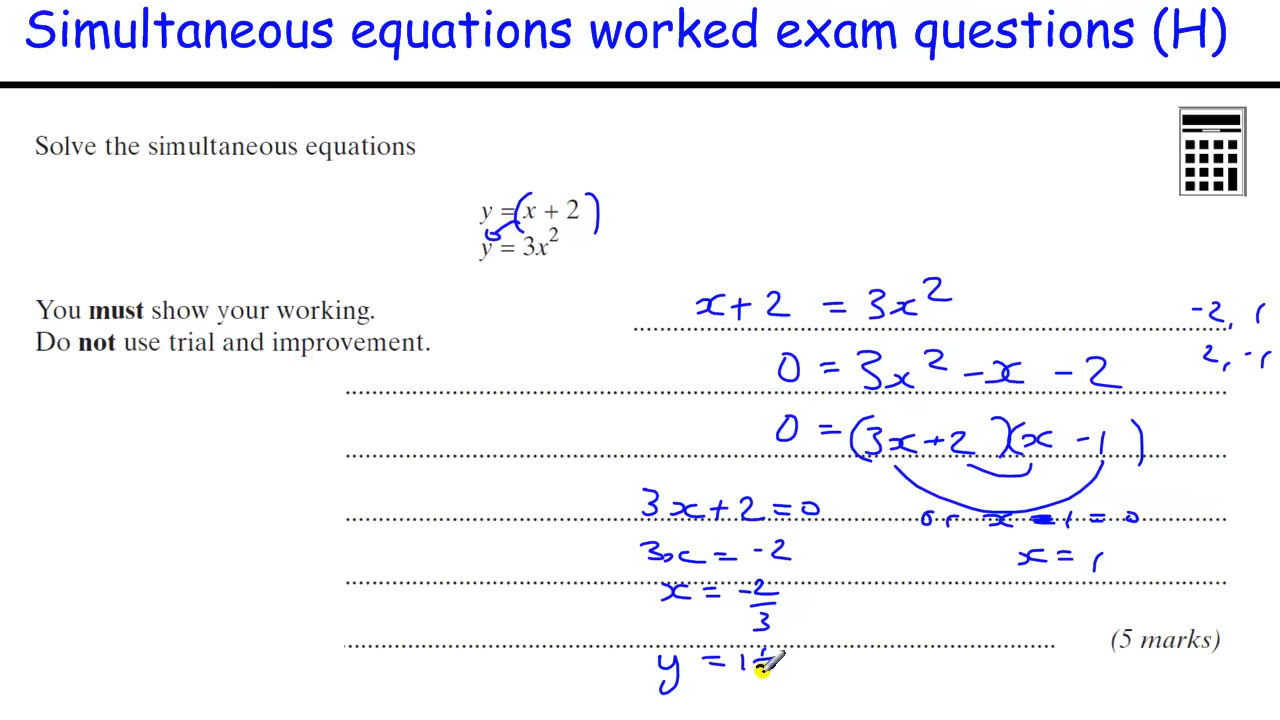 Simultaneous equations worked exam questions (H)
Solve the simultaneous equations
y = (x + 2)
y = 3x²
You must show your working.
Do not use trial and improvement.
x + 2 = 3x²
-2, 1
2, -1
0 = 3x² - x - 2
0 = (3x + 2)(x - 1)
3x + 2 = 0 or x - 1 = 0
3x = -2 x = 1
x = -2/3
(5 marks)
y = 1